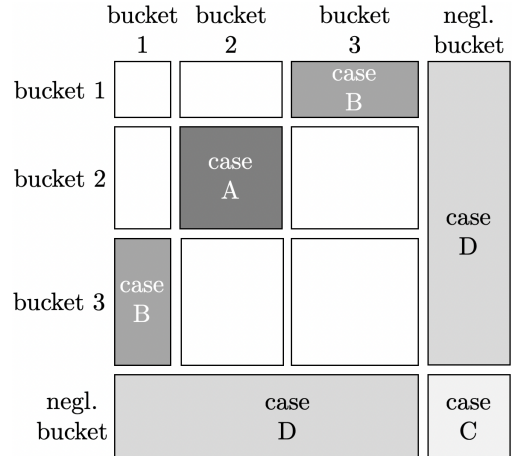 bucket bucket bucket negl.
1 2 3 bucket
bucket 1
case
B
bucket 2
case
A
case
D
bucket 3
case
B
negl.
bucket
case
D
case
C